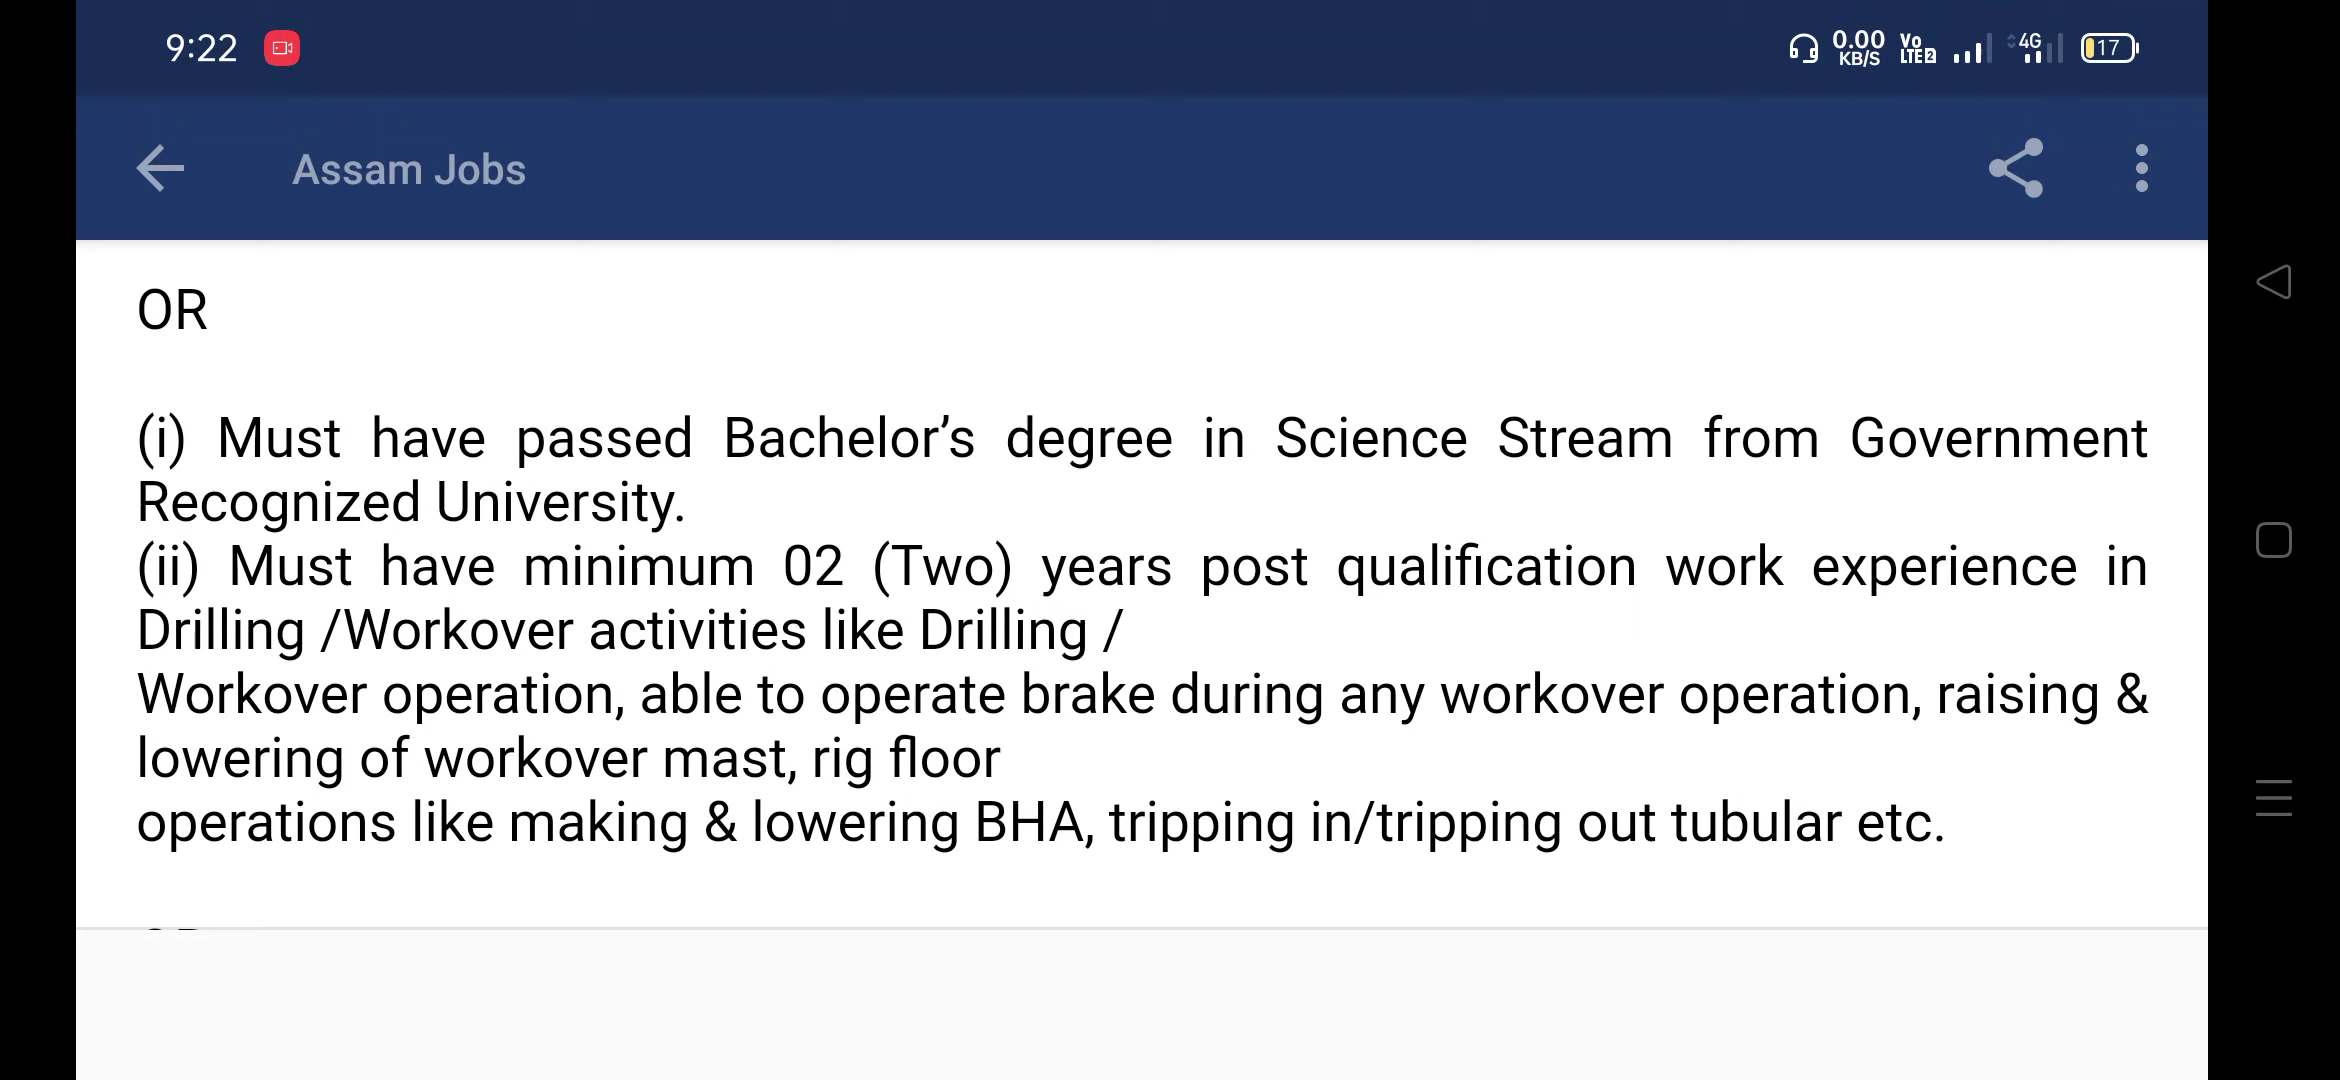 9:22
0.00 KB/S Vo LTE 2 4G 17
Assam Jobs
OR
(i) Must have passed Bachelor’s degree in Science Stream from Government
Recognized University.
(ii) Must have minimum 02 (Two) years post qualification work experience in
Drilling /Workover activities like Drilling /
Workover operation, able to operate brake during any workover operation, raising &
lowering of workover mast, rig floor
operations like making & lowering BHA, tripping in/tripping out tubular etc.